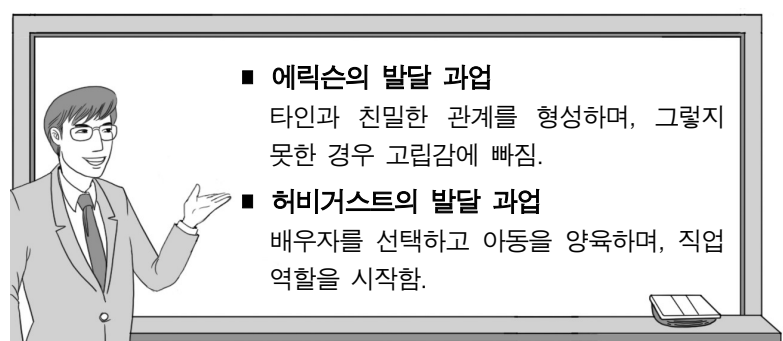 ■ 에릭슨의 발달 과업
타인과 친밀한 관계를 형성하며, 그렇지
못한 경우 고립감에 빠짐.
■ 허비거스트의 발달 과업
배우자를 선택하고 아동을 양육하며, 직업
역할을 시작함.